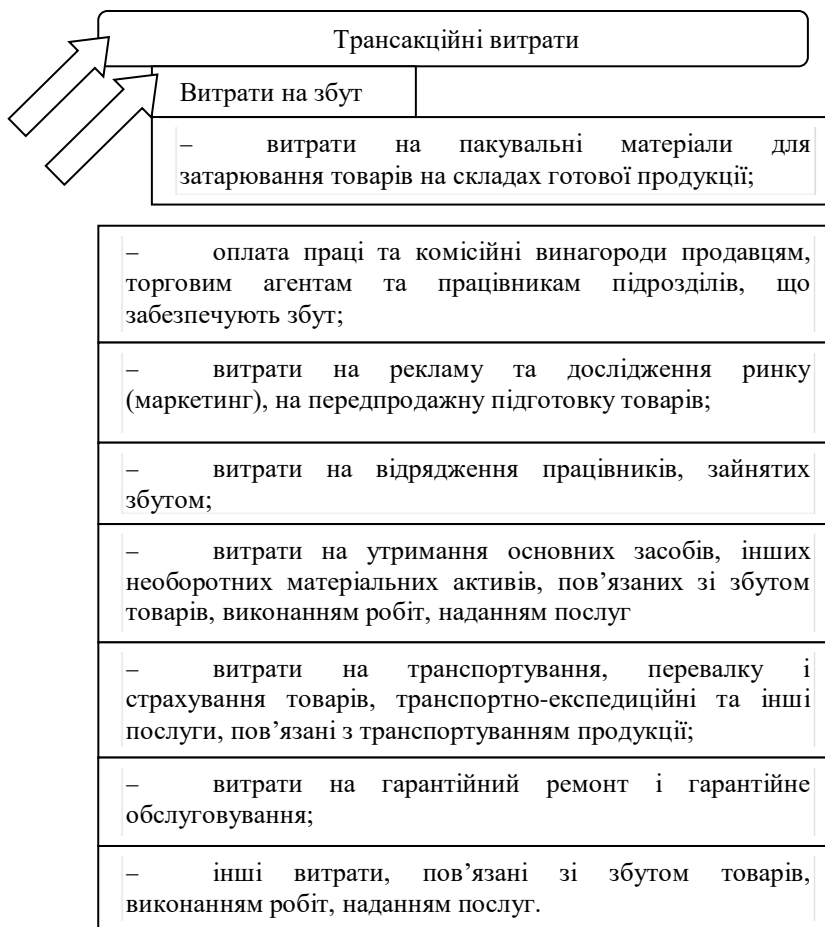 Трансакційні витрати
Витрати на збут
– витрати на пакувальні матеріали для
затарювання товарів на складах готової продукції;
– оплата праці та комісійні винагороди продавцям,
торговим агентам та працівникам підрозділів, що
забезпечують збут;
– витрати на рекламу та дослідження ринку
(маркетинг), на передпродажну підготовку товарів;
– витрати на відрядження працівників, зайнятих
збутом;
– витрати на утримання основних засобів, інших
необоротних матеріальних активів, пов’язаних зі збутом
товарів, виконанням робіт, наданням послуг
– витрати на транспортування, перевалку і
страхування товарів, транспортно-експедиційні та інші
послуги, пов’язані з транспортуванням продукції;
– витрати на гарантійний ремонт і гарантійне
обслуговування;
– інші витрати, пов’язані зі збутом товарів,
виконанням робіт, наданням послуг.